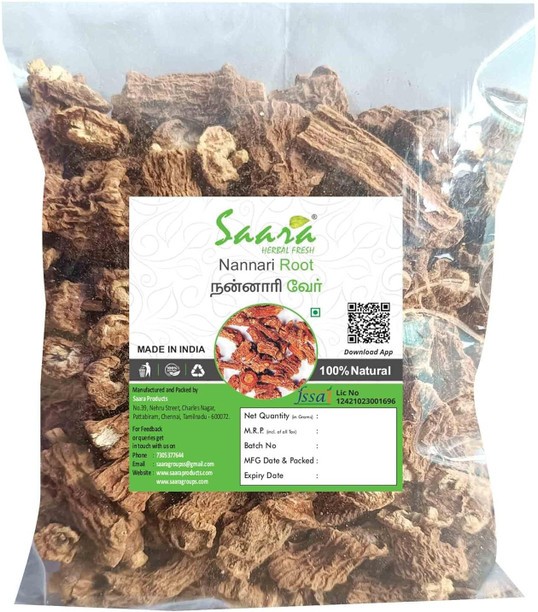 Saara®
HERBAL FRESH
Nannari Root
நன்னாரி வேர்
Download App
MADE IN INDIA
100% Natural
Manufactured and Packed by
Saara Products
No.39, Nehru Street, Charles Nagar,
Pattabiram, Chennai, Tamilnadu - 600072.
For Feedback
or queries get
in touch with us on
Phone : 7305377644
Email : saaragroups@gmail.com
Website : www.saaraproducts.com
www.saaragroups.com
fssai
Lic No
12421023001696
Net Quantity (in Grams) :
M.R.P. (incl. of all Tax) :
Batch No :
MFG Date & Packed :
Expiry Date :